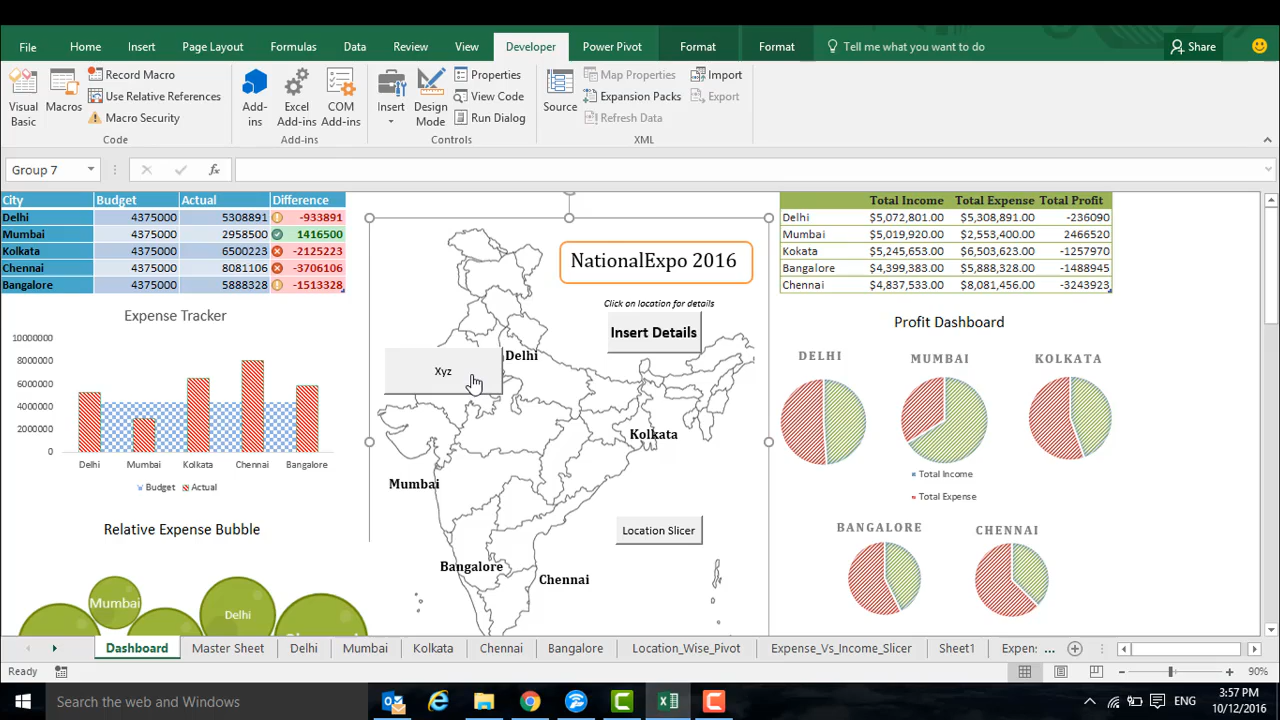 File Home Insert Page Layout Formulas Data Review View Developer Power Pivot Format Format Tell me what you want to do Share
Visual Basic
Macros
Record Macro
Use Relative References
Macro Security
Code
Add-ins
Excel Add-ins
COM Add-ins
Add-ins
Insert
Design Mode
Properties
View Code
Run Dialog
Controls
Source
Map Properties
Expansion Packs
Refresh Data
Import
Export
XML
Group 7
fx
City Budget Actual Difference
Delhi 4375000 5308891 -933891
Mumbai 4375000 2958500 1416500
Kolkata 4375000 6500223 -2125223
Chennai 4375000 8081106 -3706106
Bangalore 4375000 5888328 -1513328
Expense Tracker
10000000
8000000
6000000
4000000
2000000
0
Delhi Mumbai Kolkata Chennai Bangalore
Budget Actual
Relative Expense Bubble
Mumbai
Delhi
NationalExpo 2016
Click on location for details
Insert Details
Delhi
Xyz
Kolkata
Mumbai
Location Slicer
Bangalore
Chennai
Total Income Total Expense Total Profit
Delhi $5,072,801.00 $5,308,891.00 -236090
Mumbai $5,019,920.00 $2,553,400.00 2466520
Kokata $5,245,653.00 $6,503,623.00 -1257970
Bangalore $4,399,383.00 $5,888,328.00 -1488945
Chennai $4,837,533.00 $8,081,456.00 -3243923
Profit Dashboard
DELHI MUMBAI KOLKATA
Total Income
Total Expense
BANGALORE CHENNAI
Dashboard Master Sheet Delhi Mumbai Kolkata Chennai Bangalore Location_Wise_Pivot Expense_Vs_Income_Slicer Sheet1 Expen: ...
Ready
90%
Search the web and Windows
ENG
3:57 PM
10/12/2016